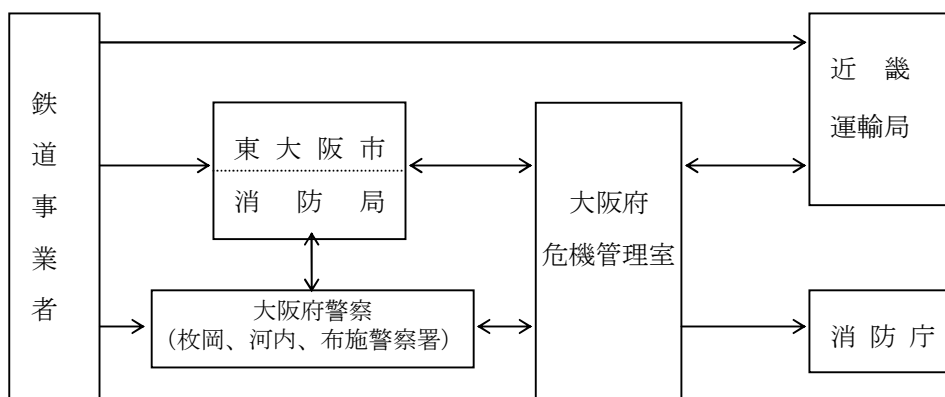 鉄道事業者
東大阪市
消防局
大阪府警察
（枚岡、河内、布施警察署）
大阪府
危機管理室
近畿
運輸局
消防庁